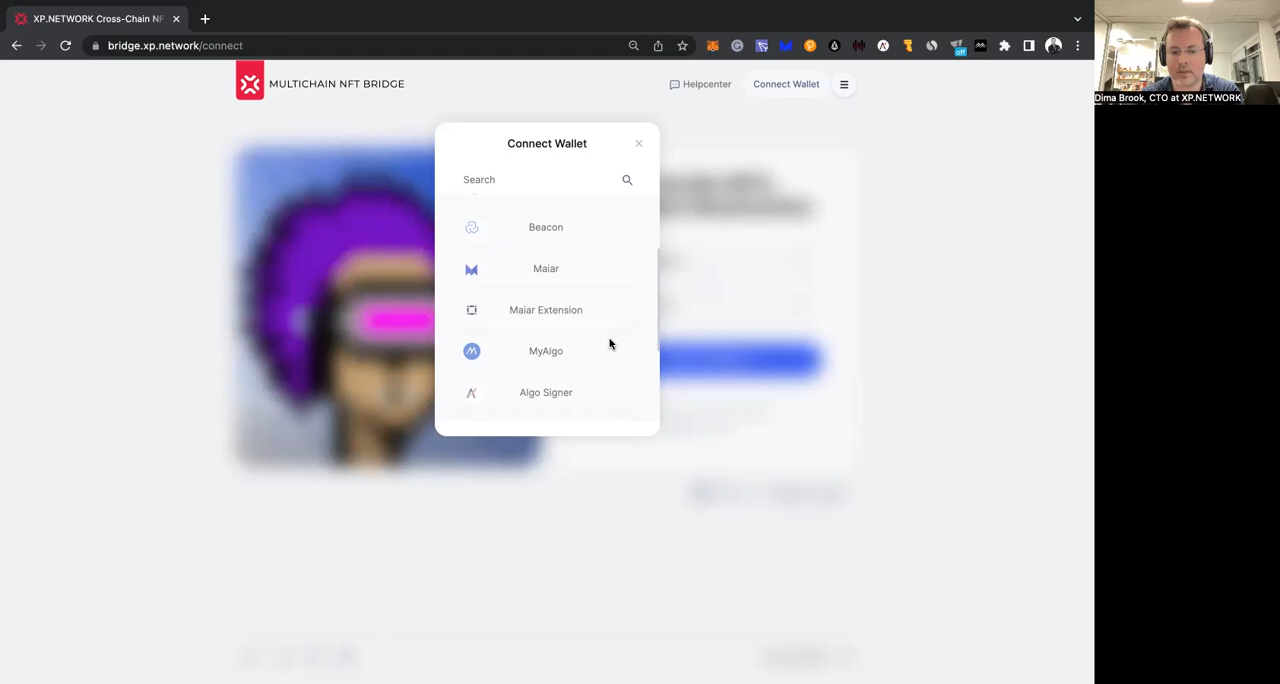 XP.NETWORK Cross-Chain NF
bridge.xp.network/connect
off
MULTICHAIN NFT BRIDGE
Helpcenter
Connect Wallet
Connect Wallet
Search
Beacon
Maiar
Maiar Extension
MyAlgo
Algo Signer
Dima Brook, CTO at XP.NETWORK